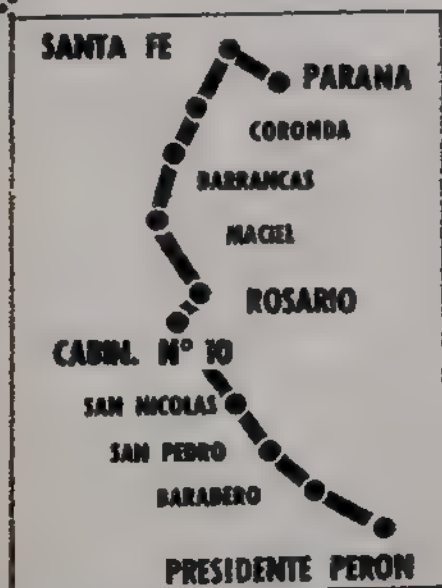 SANTA FE
PARANA
CORONDA
BARRANCAS
MACIEL
ROSARIO
CABIN. Nº 10
SAN NICOLAS
SAN PEDRO
BARADERO
PRESIDENTE PERON